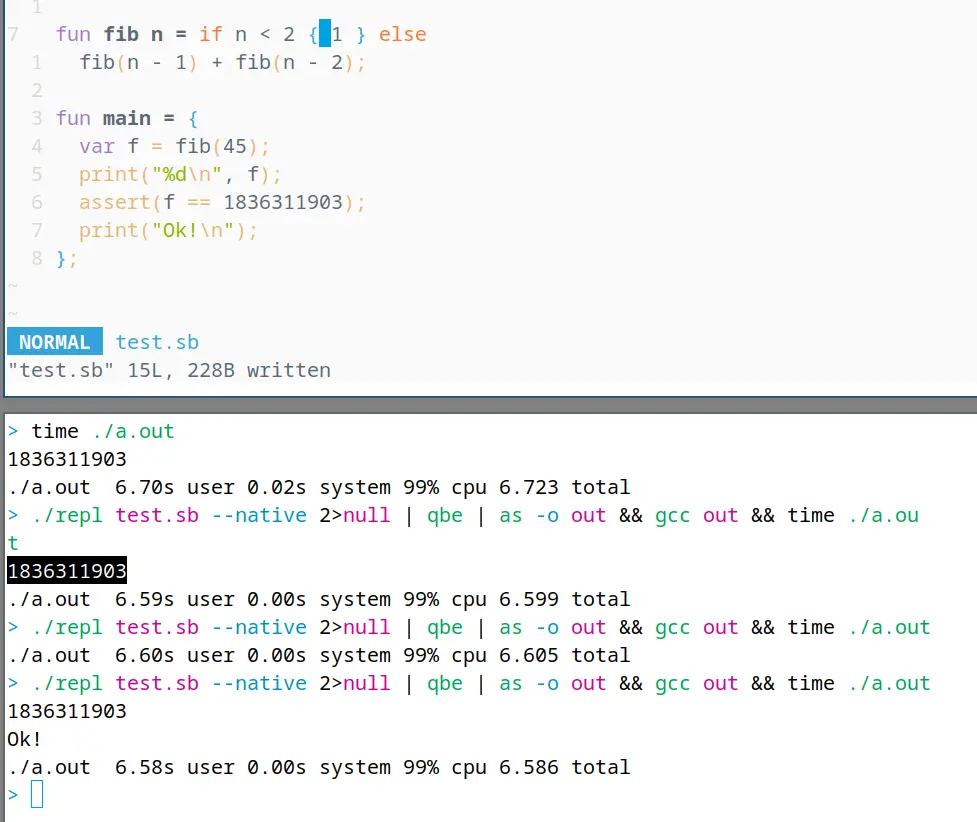 1
7 fun fib n = if n < 2 { 1 } else
1 fib(n - 1) + fib(n - 2);
2
3 fun main = {
4 var f = fib(45);
5 print("%d\n", f);
6 assert(f == 1836311903);
7 print("Ok!\n");
8 };
~
~
NORMAL test.sb
"test.sb" 15L, 228B written
> time ./a.out
1836311903
./a.out  6.70s user 0.02s system 99% cpu 6.723 total
> ./repl test.sb --native 2>null | qbe | as -o out && gcc out && time ./a.ou
t
1836311903
./a.out  6.59s user 0.00s system 99% cpu 6.599 total
> ./repl test.sb --native 2>null | qbe | as -o out && gcc out && time ./a.out
./a.out  6.60s user 0.00s system 99% cpu 6.605 total
> ./repl test.sb --native 2>null | qbe | as -o out && gcc out && time ./a.out
1836311903
Ok!
./a.out  6.58s user 0.00s system 99% cpu 6.586 total
>